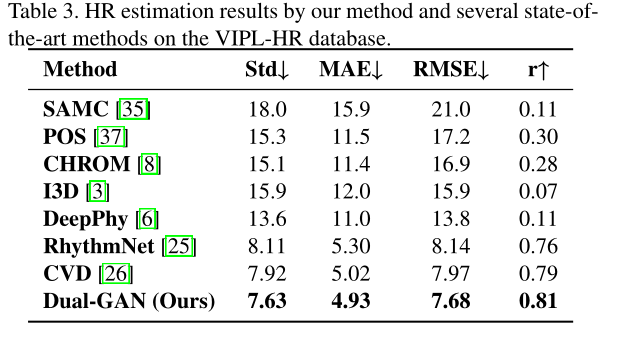 Table 3. HR estimation results by our method and several state-of-
the-art methods on the VIPL-HR database.
Method Std↓ MAE↓ RMSE↓ r↑
SAMC [35] 18.0 15.9 21.0 0.11
POS [37] 15.3 11.5 17.2 0.30
CHROM [8] 15.1 11.4 16.9 0.28
I3D [3] 15.9 12.0 15.9 0.07
DeepPhy [6] 13.6 11.0 13.8 0.11
RhythmNet [25] 8.11 5.30 8.14 0.76
CVD [26] 7.92 5.02 7.97 0.79
Dual-GAN (Ours) 7.63 4.93 7.68 0.81